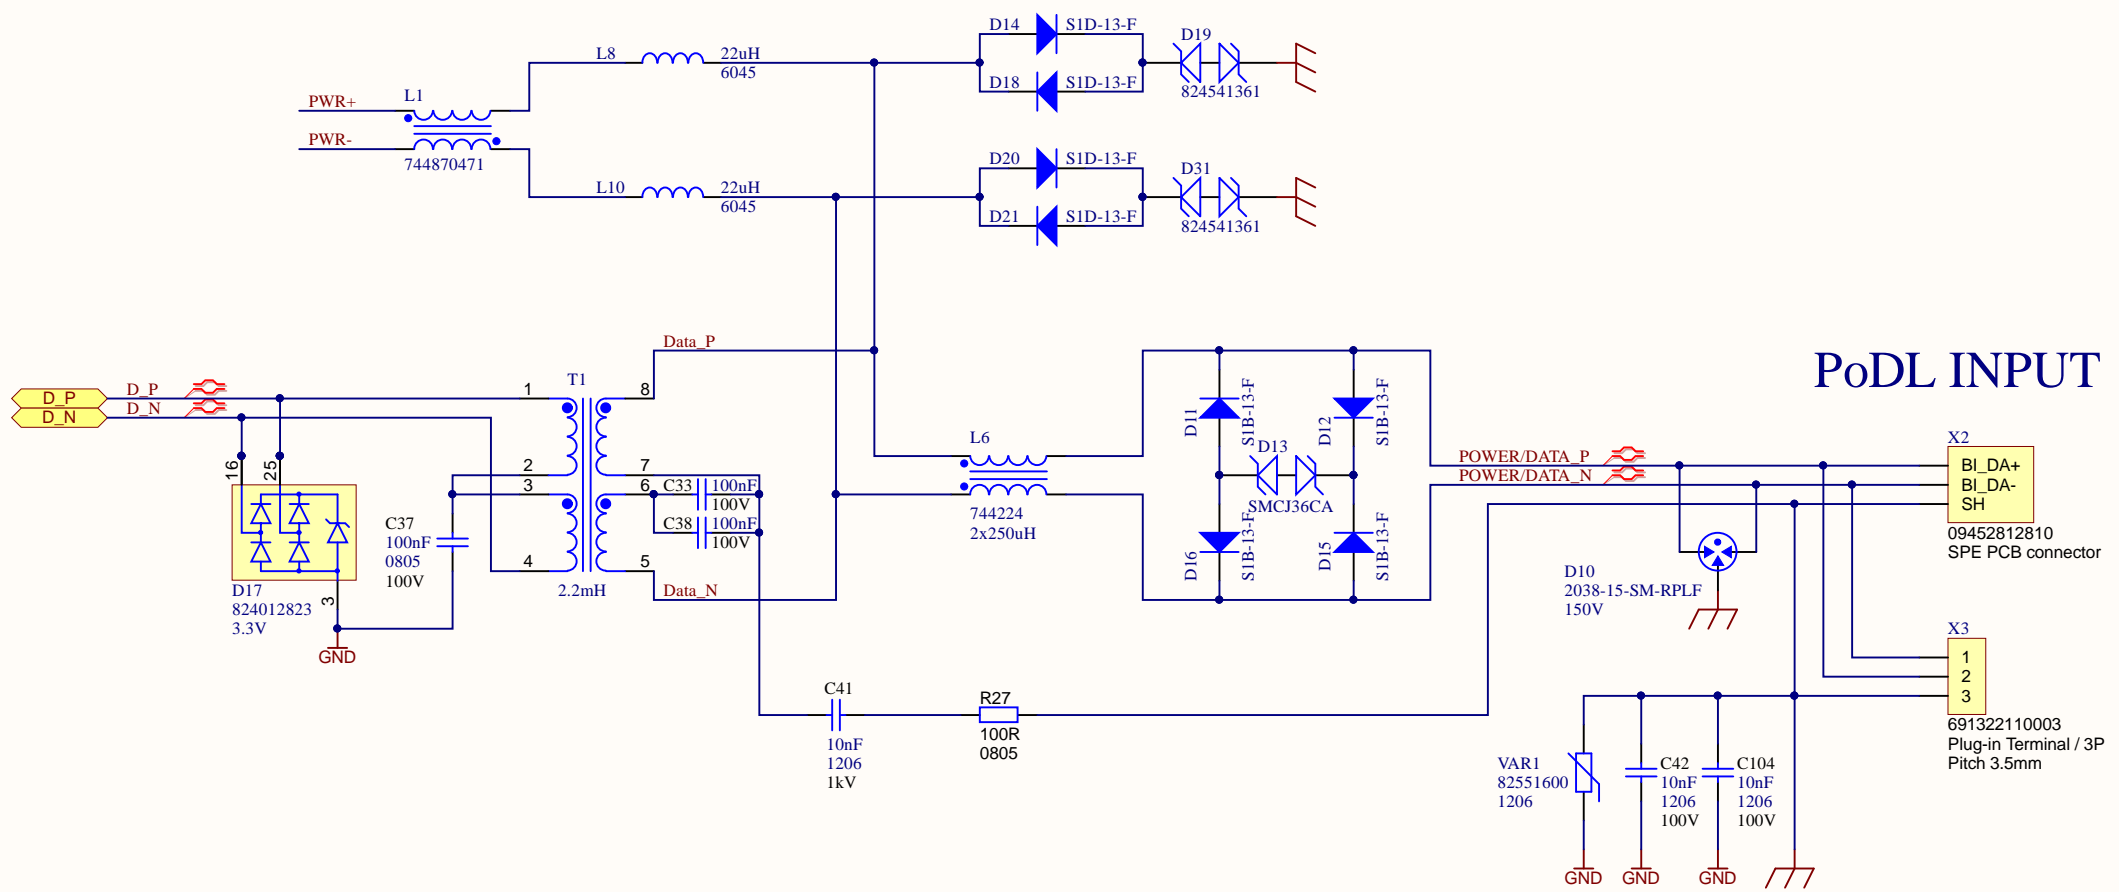 D14
S1D-13-F
D19
L8
22uH
6045
D18
S1D-13-F
824541361
PWR+
L1
PWR-
744870471
D20
S1D-13-F
D31
L10
22uH
6045
D21
S1D-13-F
824541361
Data_P
PoDL INPUT
D_P
D_P
D_N
D_N
T1
1
8
2
7
3
6
4
5
2.2mH
Data_N
16
25
3
D17
824012823
3.3V
GND
C37
100nF
0805
100V
C33
100nF
100V
C38
100nF
100V
L6
744224
2x250uH
D11
S1B-13-F
D12
S1B-13-F
D13
SMCJ36CA
D16
S1B-13-F
D15
S1B-13-F
POWER/DATA_P
POWER/DATA_N
X2
BI_DA+
BI_DA-
SH
09452812810
SPE PCB connector
D10
2038-15-SM-RPLF
150V
X3
1
2
3
691322110003
Plug-in Terminal / 3P
Pitch 3.5mm
C41
10nF
1206
1kV
R27
100R
0805
VAR1
82551600
1206
C42
10nF
1206
100V
C104
10nF
1206
100V
GND
GND
GND